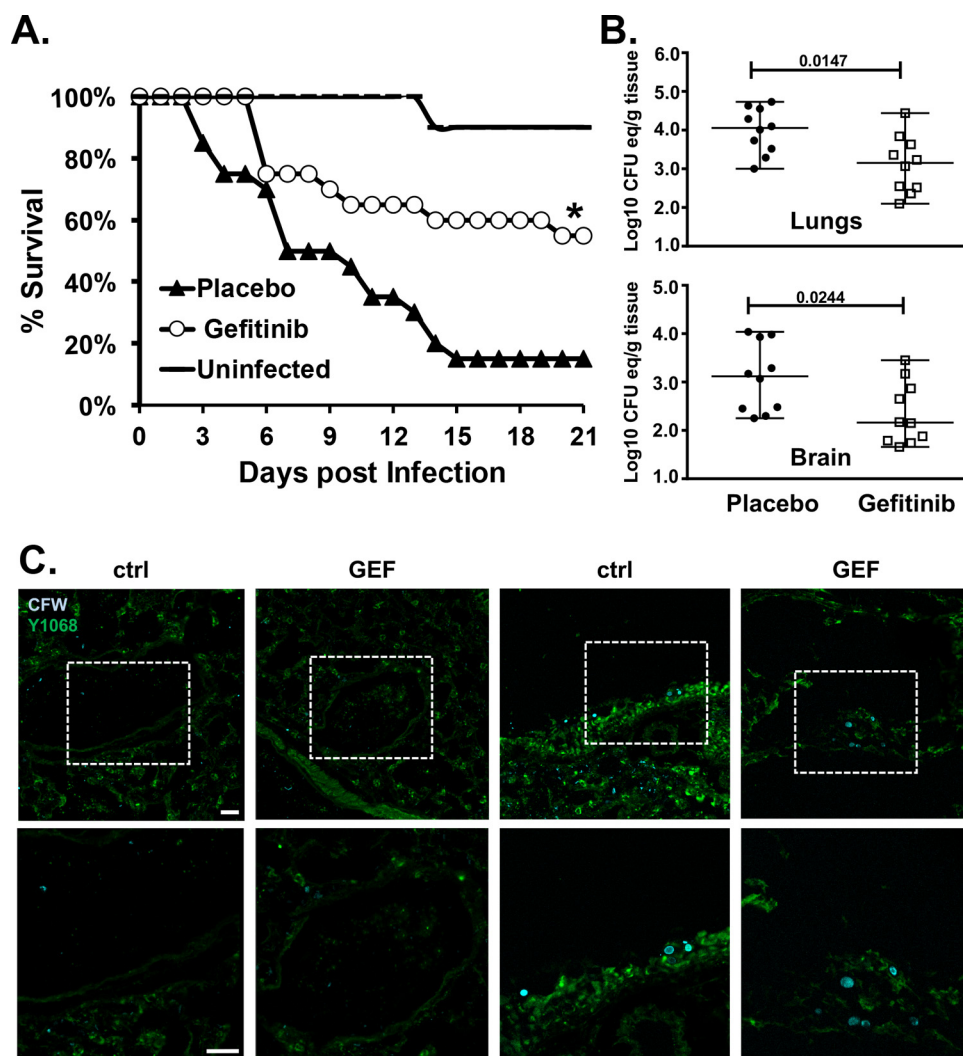 A.
% Survival
100%
80%
60%
40%
20%
0%
0 3 6 9 12 15 18 21
Days post Infection
Placebo
Gefitinib
Uninfected
*
B.
0.0147
Log10 CFU eq/g tissue
6.0
5.0
4.0
3.0
2.0
1.0
Lungs
0.0244
Log10 CFU eq/g tissue
5.0
4.0
3.0
2.0
1.0
Brain
Placebo Gefitinib
C.
ctrl GEF ctrl GEF
CFW
Y1068